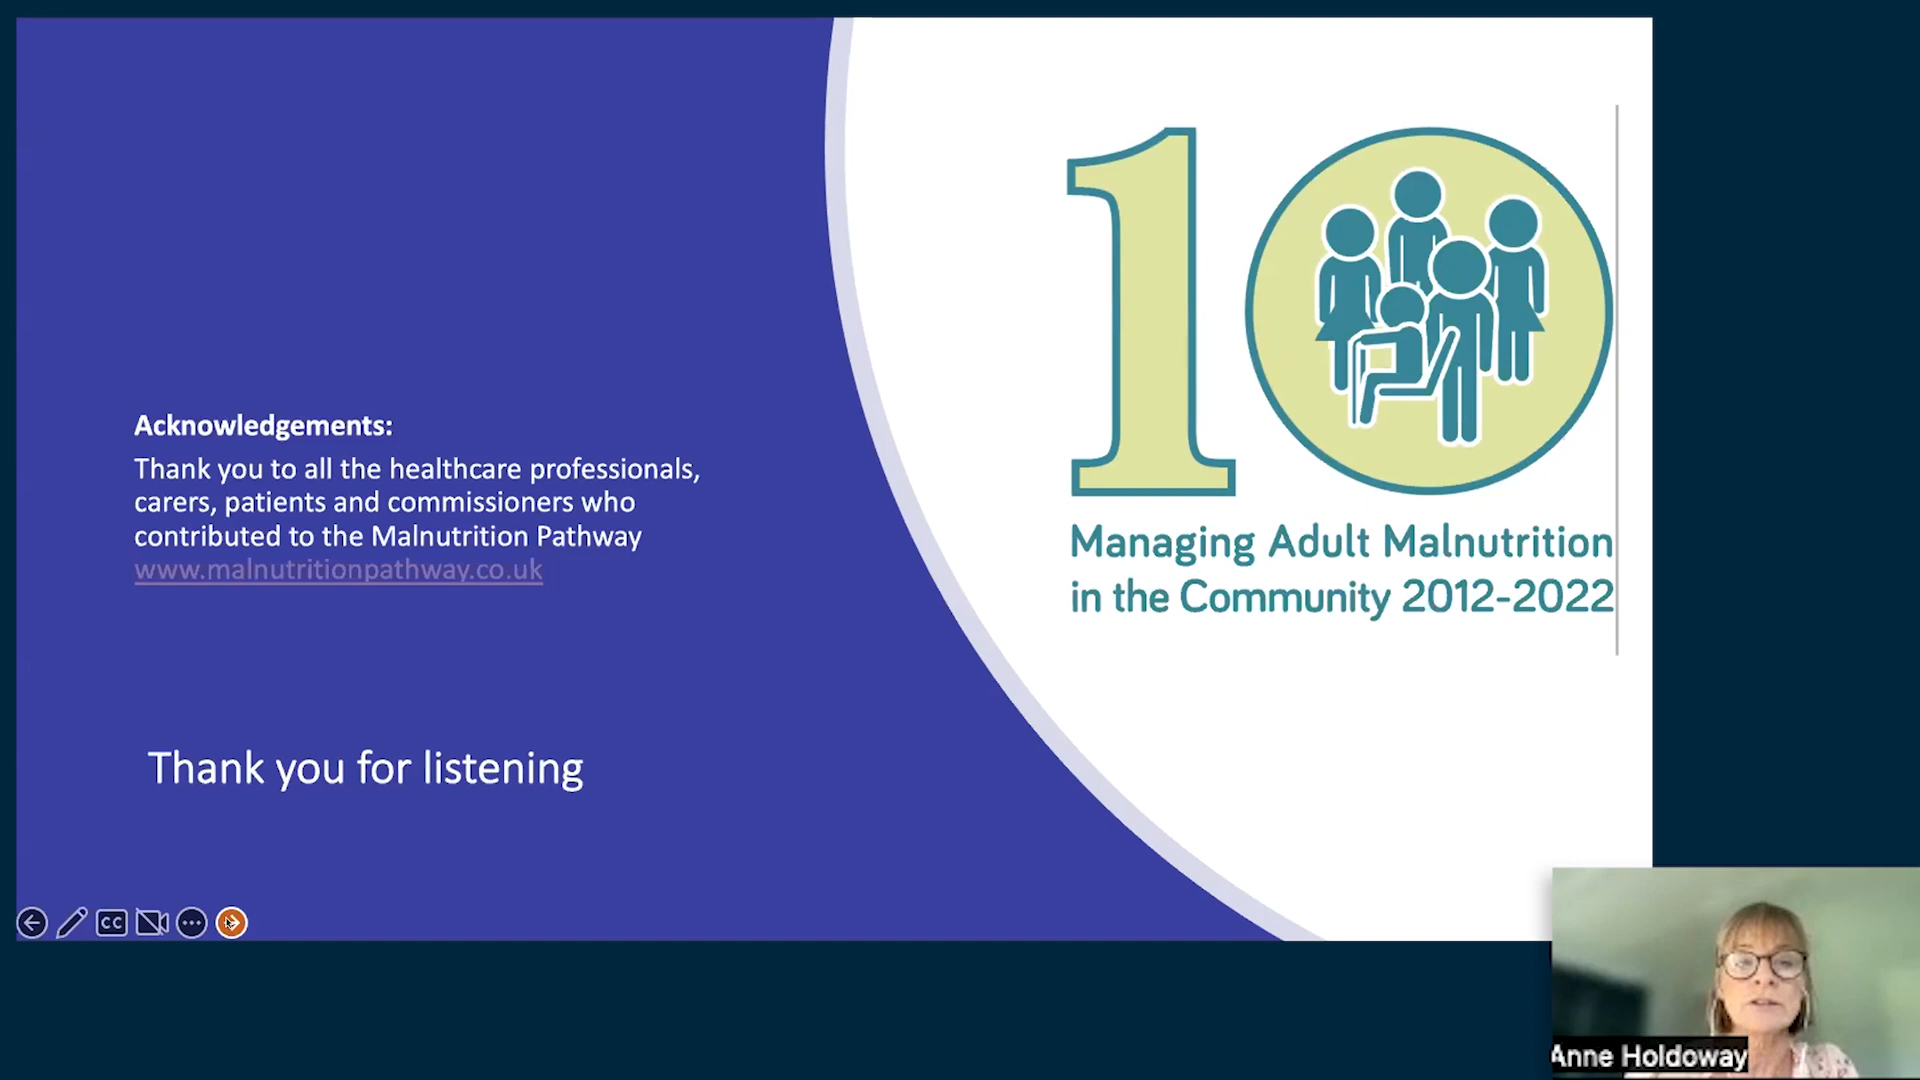 Acknowledgements:
Thank you to all the healthcare professionals,
carers, patients and commissioners who
contributed to the Malnutrition Pathway
www.malnutritionpathway.co.uk
Thank you for listening
10
Managing Adult Malnutrition
in the Community 2012-2022
CC
Anne Holdoway